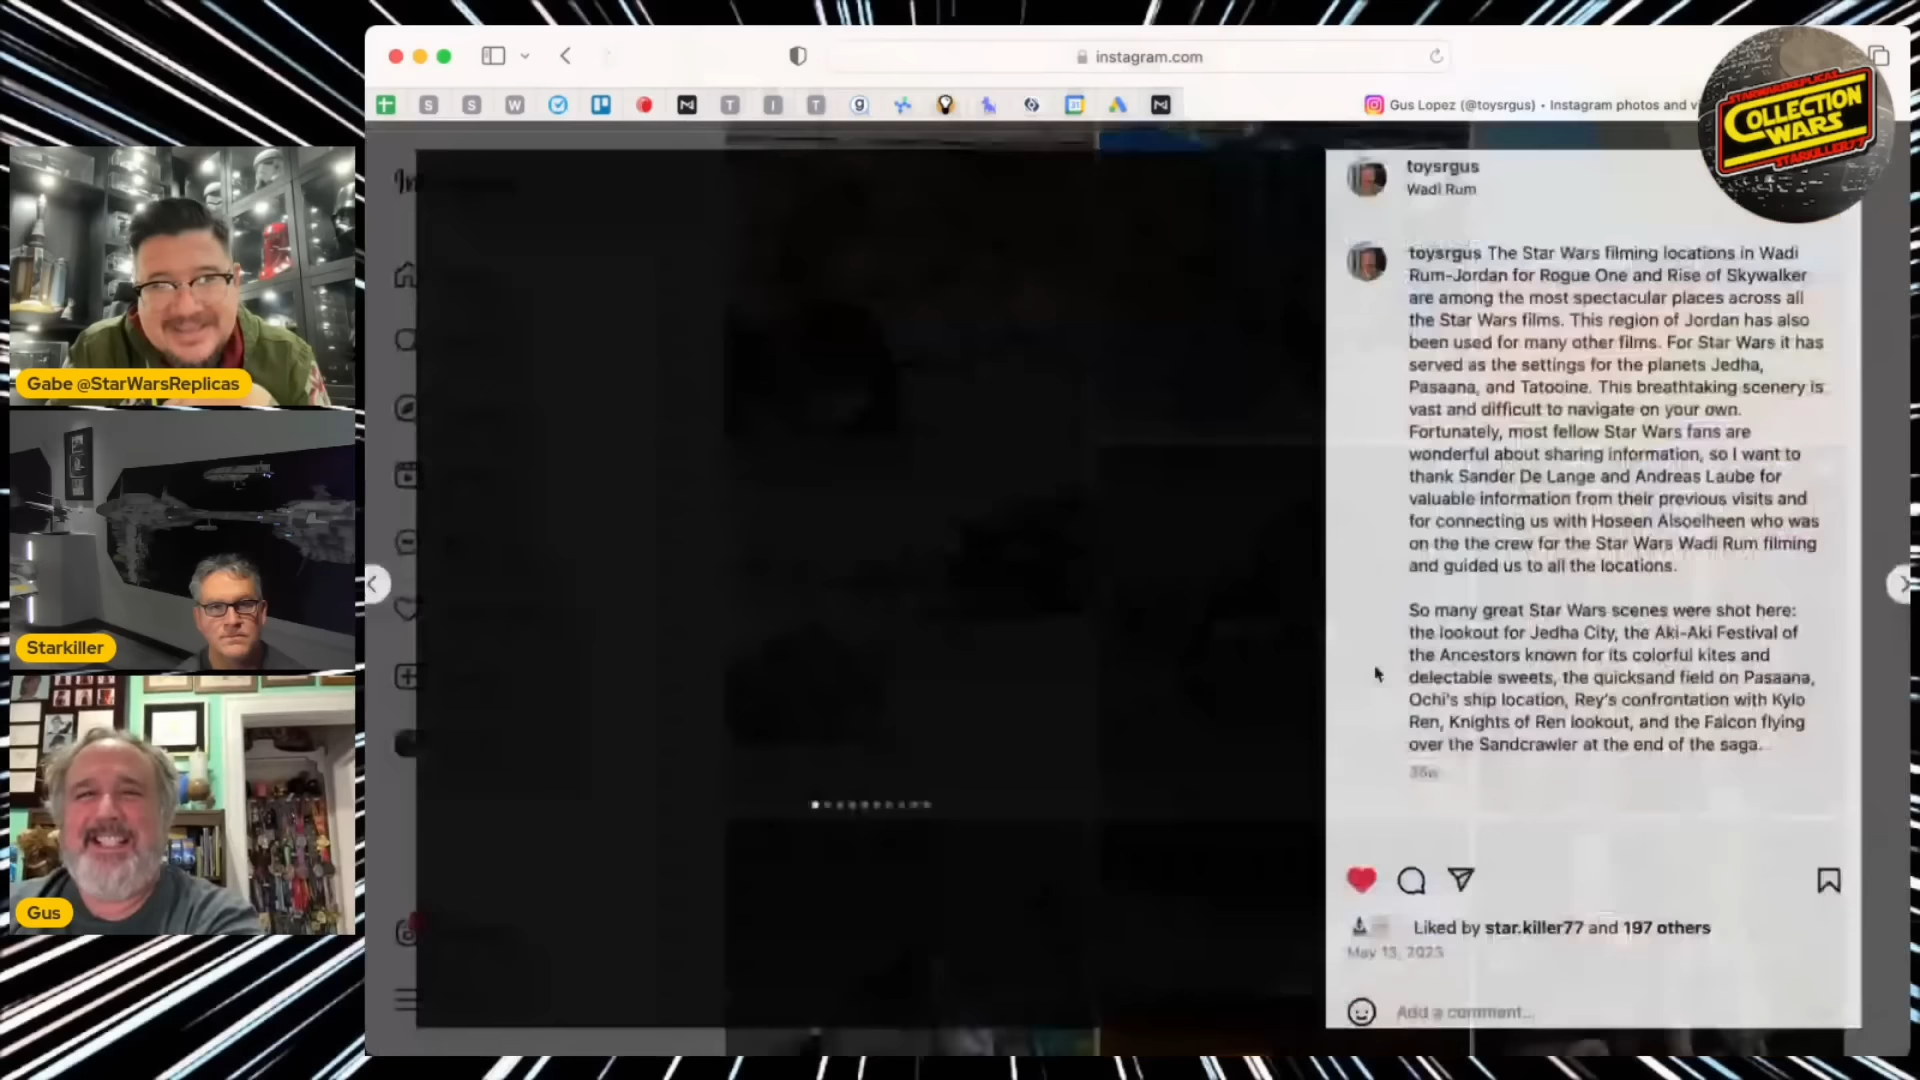 instagram.com
S
S
W
T
I
T
g
31
Gus Lopez (@toysrgus) • Instagram photos and v
STARWARSREPLICAS
COLLECTION
WARS
STARKILLER77
toysrgus
Wadi Rum
toysrgus The Star Wars filming locations in Wadi
Rum-Jordan for Rogue One and Rise of Skywalker
are among the most spectacular places across all
the Star Wars films. This region of Jordan has also
been used for many other films. For Star Wars it has
served as the settings for the planets Jedha,
Pasaana, and Tatooine. This breathtaking scenery is
vast and difficult to navigate on your own.
Fortunately, most fellow Star Wars fans are
wonderful about sharing information, so I want to
thank Sander De Lange and Andreas Laube for
valuable information from their previous visits and
for connecting us with Hoseen Alsoelheen who was
on the the crew for the Star Wars Wadi Rum filming
and guided us to all the locations.
So many great Star Wars scenes were shot here:
the lookout for Jedha City, the Aki-Aki Festival of
the Ancestors known for its colorful kites and
delectable sweets, the quicksand field on Pasaana,
Ochi's ship location, Rey's confrontation with Kylo
Ren, Knights of Ren lookout, and the Falcon flying
over the Sandcrawler at the end of the saga.
Liked by star.killer77 and 197 others
May 13, 2023
Add a comment...
Gabe @StarWarsReplicas
Starkiller
Gus